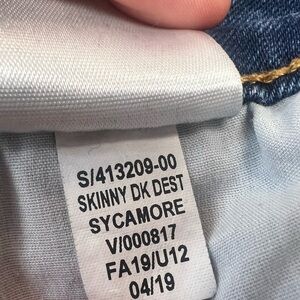 S/413209-00
SKINNY DK DEST
SYCAMORE
V/000817
FA19/U12
04/19